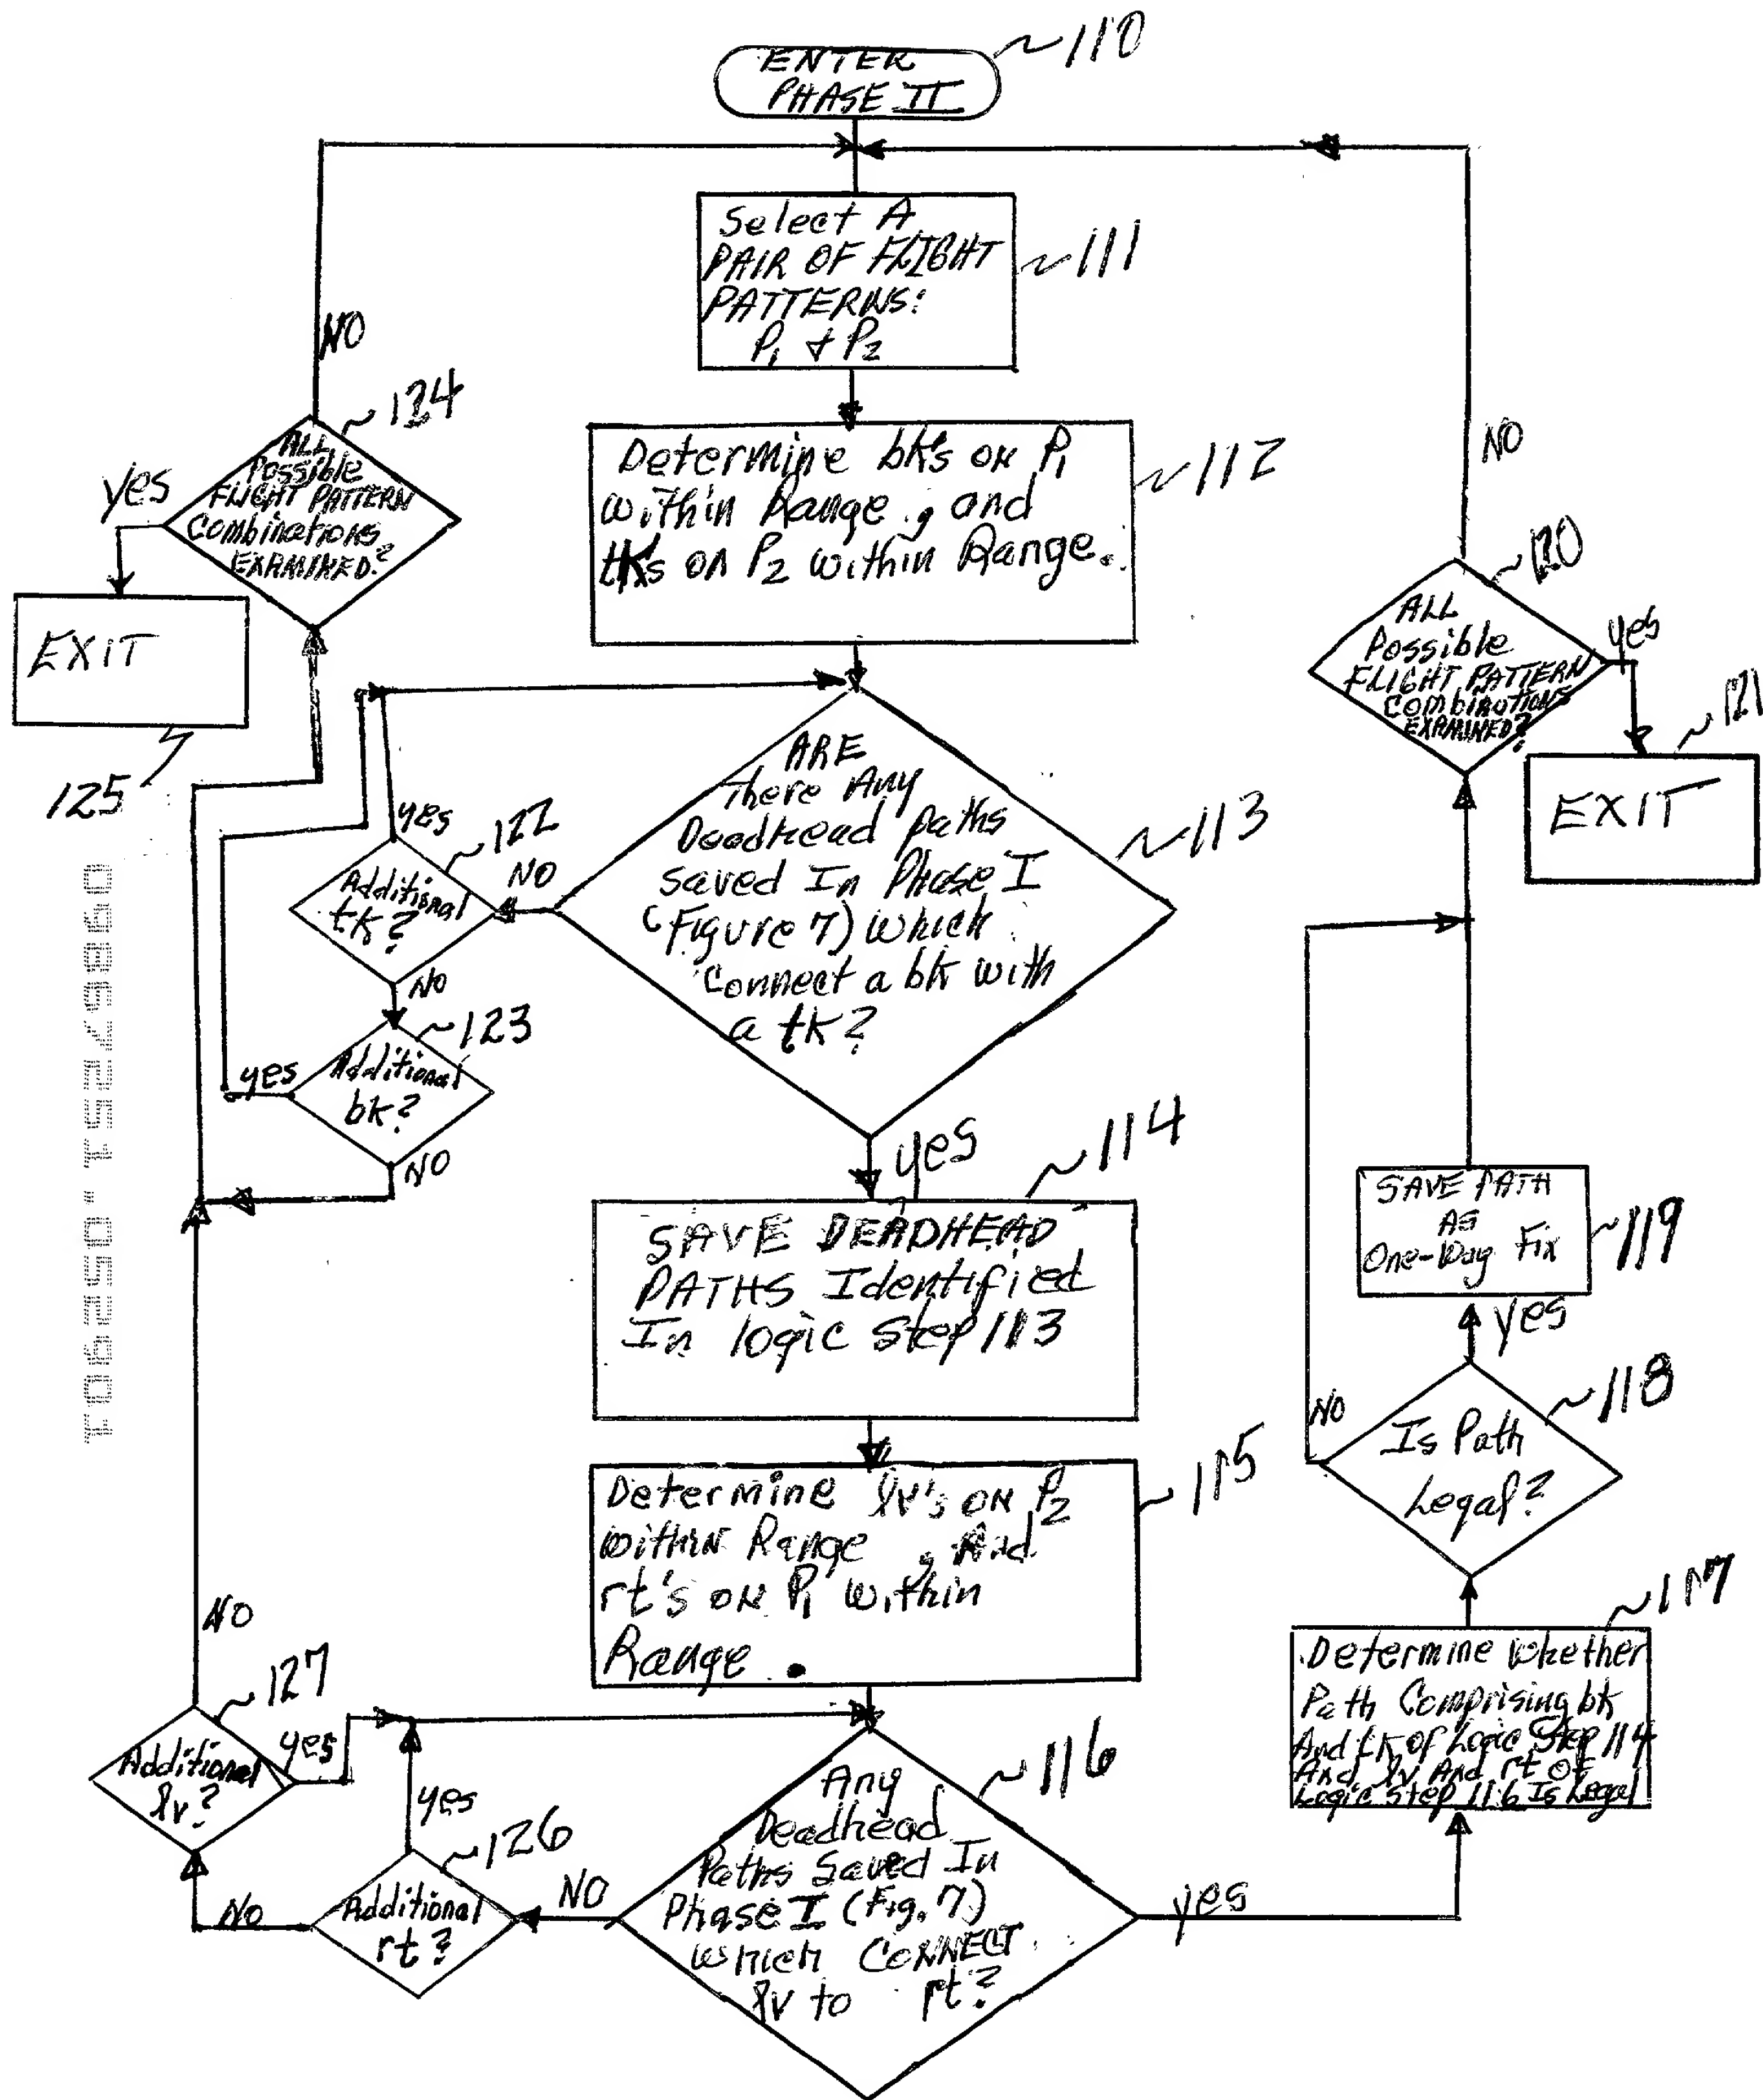 ENTER
PHASE II
110
Select A
PAIR OF FLIGHT
PATTERNS:
P1 & P2
111
Determine bk's on P1
within Range, and
tk's on P2 within Range.
112
NO
124
ALL
Possible
FLIGHT PATTERN
Combinations
EXAMINED?
yes
EXIT
125
NO
120
ALL
Possible
FLIGHT PATTERN
Combinations
EXAMINED?
yes
121
EXIT
ARE
There Any
Deadhead paths
saved In Phase I
(Figure 7) which
connect a bk with
a tk?
113
NO
yes
122
Additional
tk?
NO
123
Additional
bk?
yes
NO
yes
114
SAVE DEADHEAD
PATHS Identified
In logic Step 113
Determine lv's on P2
within Range, And
rt's on P1 within
Range.
115
SAVE PATH
AS
One-Way Fix
119
yes
118
Is Path
Legal?
NO
117
Determine Whether
Path Comprising bk
And tk of Logic Step 114
And lv And rt of
Logic Step 116 Is Legal
NO
127
Additional
lv?
yes
yes
126
Additional
rt?
No
NO
116
Any
Deadhead
Paths Saved In
Phase I (Fig. 7)
which CONNECT
lv to rt?
yes
09867251.052901